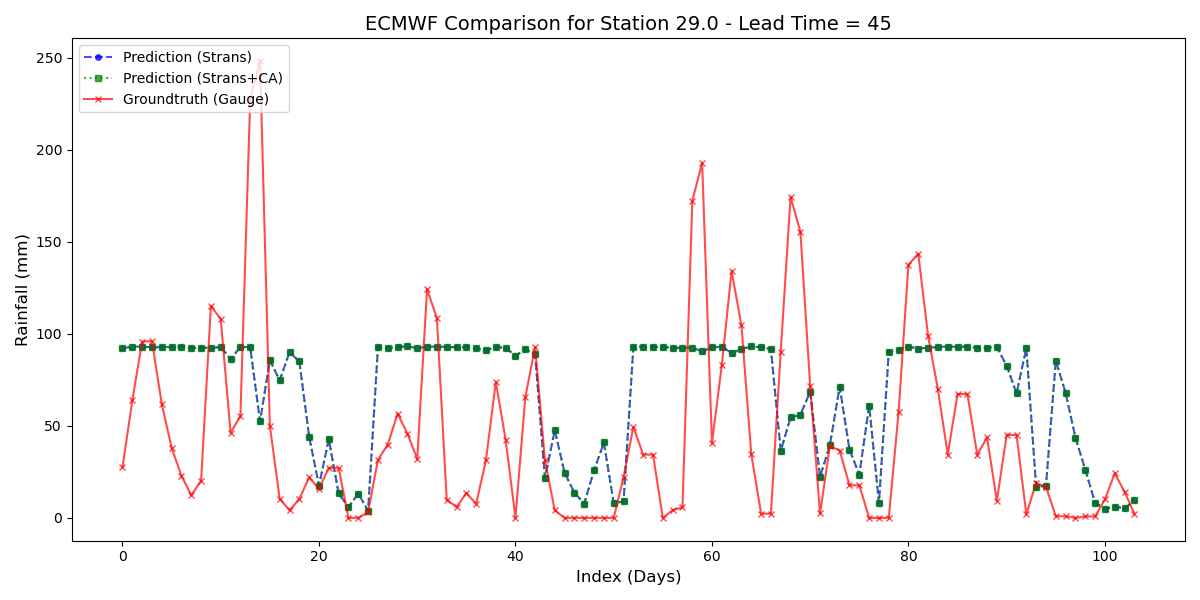 ECMWF Comparison for Station 29.0 - Lead Time = 45
Prediction (Strans)
Prediction (Strans+CA)
Groundtruth (Gauge)
250
200
150
100
50
0
Rainfall (mm)
0 20 40 60 80 100
Index (Days)